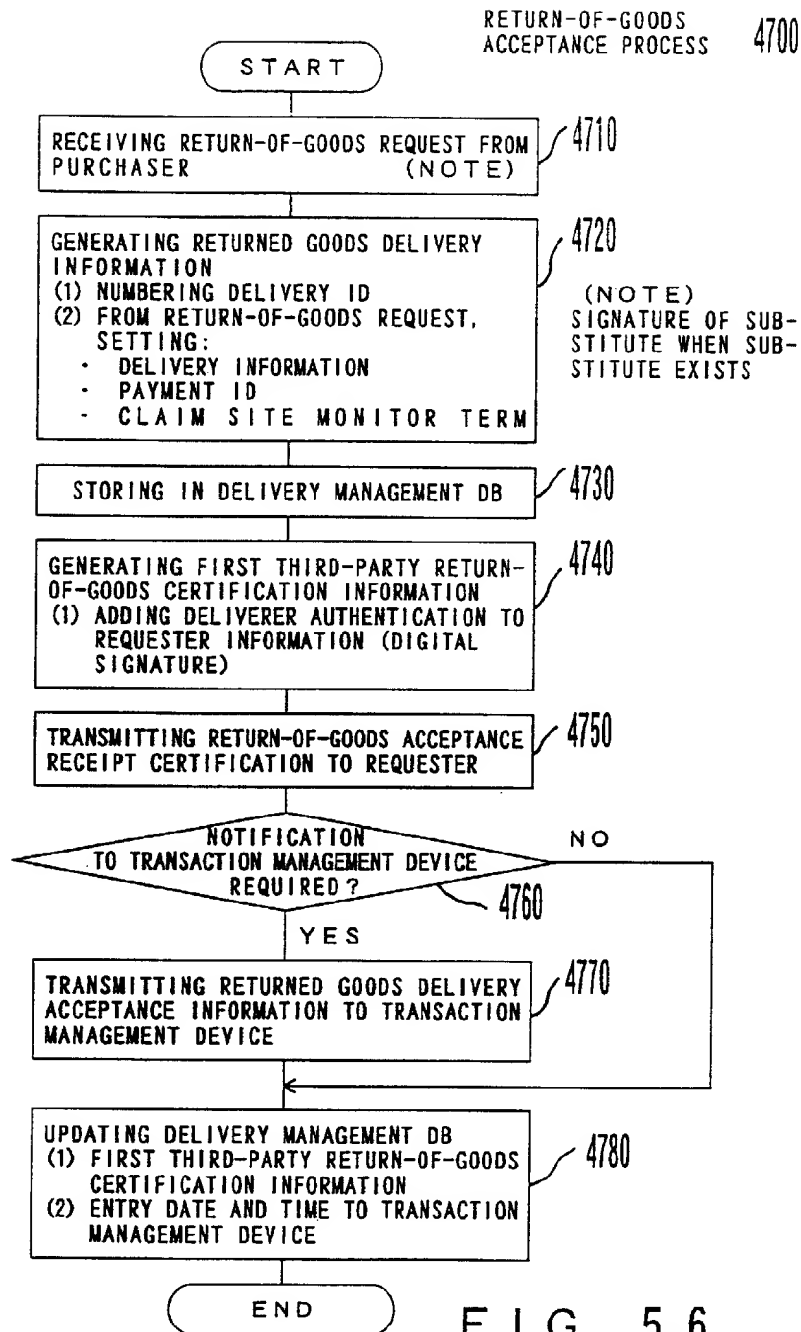 RETURN-OF-GOODS
ACCEPTANCE PROCESS 4700
START
RECEIVING RETURN-OF-GOODS REQUEST FROM
PURCHASER (NOTE)
4710
GENERATING RETURNED GOODS DELIVERY
INFORMATION
(1) NUMBERING DELIVERY ID
(2) FROM RETURN-OF-GOODS REQUEST,
SETTING:
· DELIVERY INFORMATION
- PAYMENT ID
- CLAIM SITE MONITOR TERM
4720
(NOTE)
SIGNATURE OF SUB-
STITUTE WHEN SUB-
STITUTE EXISTS
STORING IN DELIVERY MANAGEMENT DB
4730
GENERATING FIRST THIRD-PARTY RETURN-
OF-GOODS CERTIFICATION INFORMATION
(1) ADDING DELIVERER AUTHENTICATION TO
REQUESTER INFORMATION (DIGITAL
SIGNATURE)
4740
TRANSMITTING RETURN-OF-GOODS ACCEPTANCE
RECEIPT CERTIFICATION TO REQUESTER
4750
NOTIFICATION
TO TRANSACTION MANAGEMENT DEVICE
REQUIRED?
NO
4760
YES
TRANSMITTING RETURNED GOODS DELIVERY
ACCEPTANCE INFORMATION TO TRANSACTION
MANAGEMENT DEVICE
4770
UPDATING DELIVERY MANAGEMENT DB
(1) FIRST THIRD-PARTY RETURN-OF-GOODS
CERTIFICATION INFORMATION
(2) ENTRY DATE AND TIME TO TRANSACTION
MANAGEMENT DEVICE
4780
END
FIG. 56